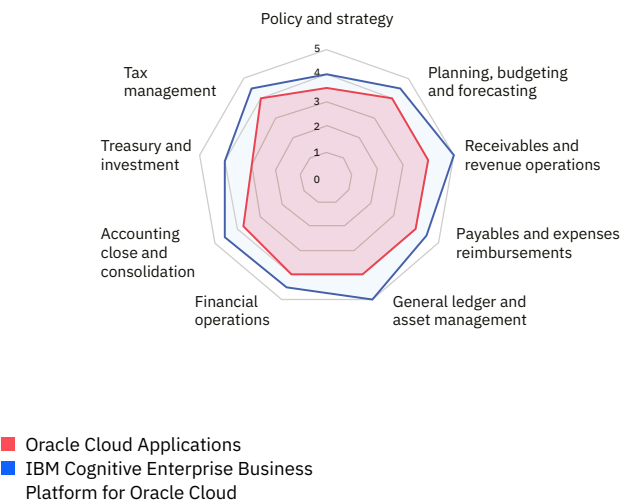 Policy and strategy
5
4
3
2
1
0
Planning, budgeting
and forecasting
Receivables and
revenue operations
Payables and expenses
reimbursements
General ledger and
asset management
Financial
operations
Accounting
close and
consolidation
Treasury and
investment
Tax
management
Oracle Cloud Applications
IBM Cognitive Enterprise Business
Platform for Oracle Cloud